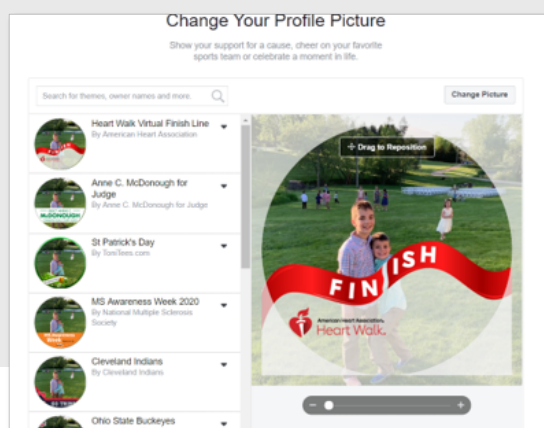 Change Your Profile Picture
Show your support for a cause, cheer on your favorite
sports team or celebrate a moment in life.
Search for themes, owner names and more.
Change Picture
Heart Walk Virtual Finish Line
By American Heart Association
Anne C. McDonough for
Judge
By Anne C. McDonough for Judge
St Patrick's Day
By ToniTees.com
MS Awareness Week 2020
By National Multiple Sclerosis
Society
Cleveland Indians
By Cleveland Indians
Ohio State Buckeyes
Drag to Reposition
FINISH
American Heart Association.
Heart Walk.
FINISH
McDONOUGH